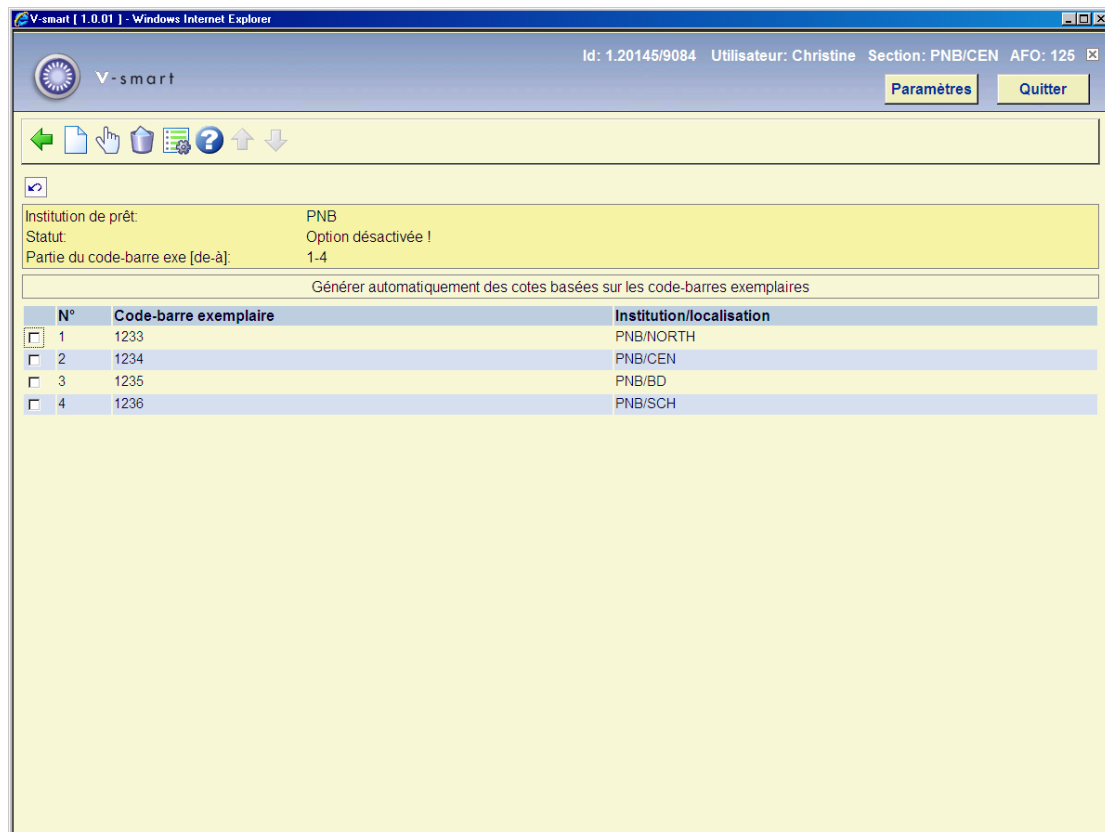 V-smart [ 1.0.01 ] - Windows Internet Explorer
Id: 1.20145/9084 Utilisateur: Christine Section: PNB/CEN AFO: 125
V-smart
Paramètres Quitter
Institution de prêt: PNB
Statut: Option désactivée !
Partie du code-barre exe [de-à]: 1-4
Générer automatiquement des cotes basées sur les code-barres exemplaires
N° Code-barre exemplaire Institution/localisation
1 1233 PNB/NORTH
2 1234 PNB/CEN
3 1235 PNB/BD
4 1236 PNB/SCH